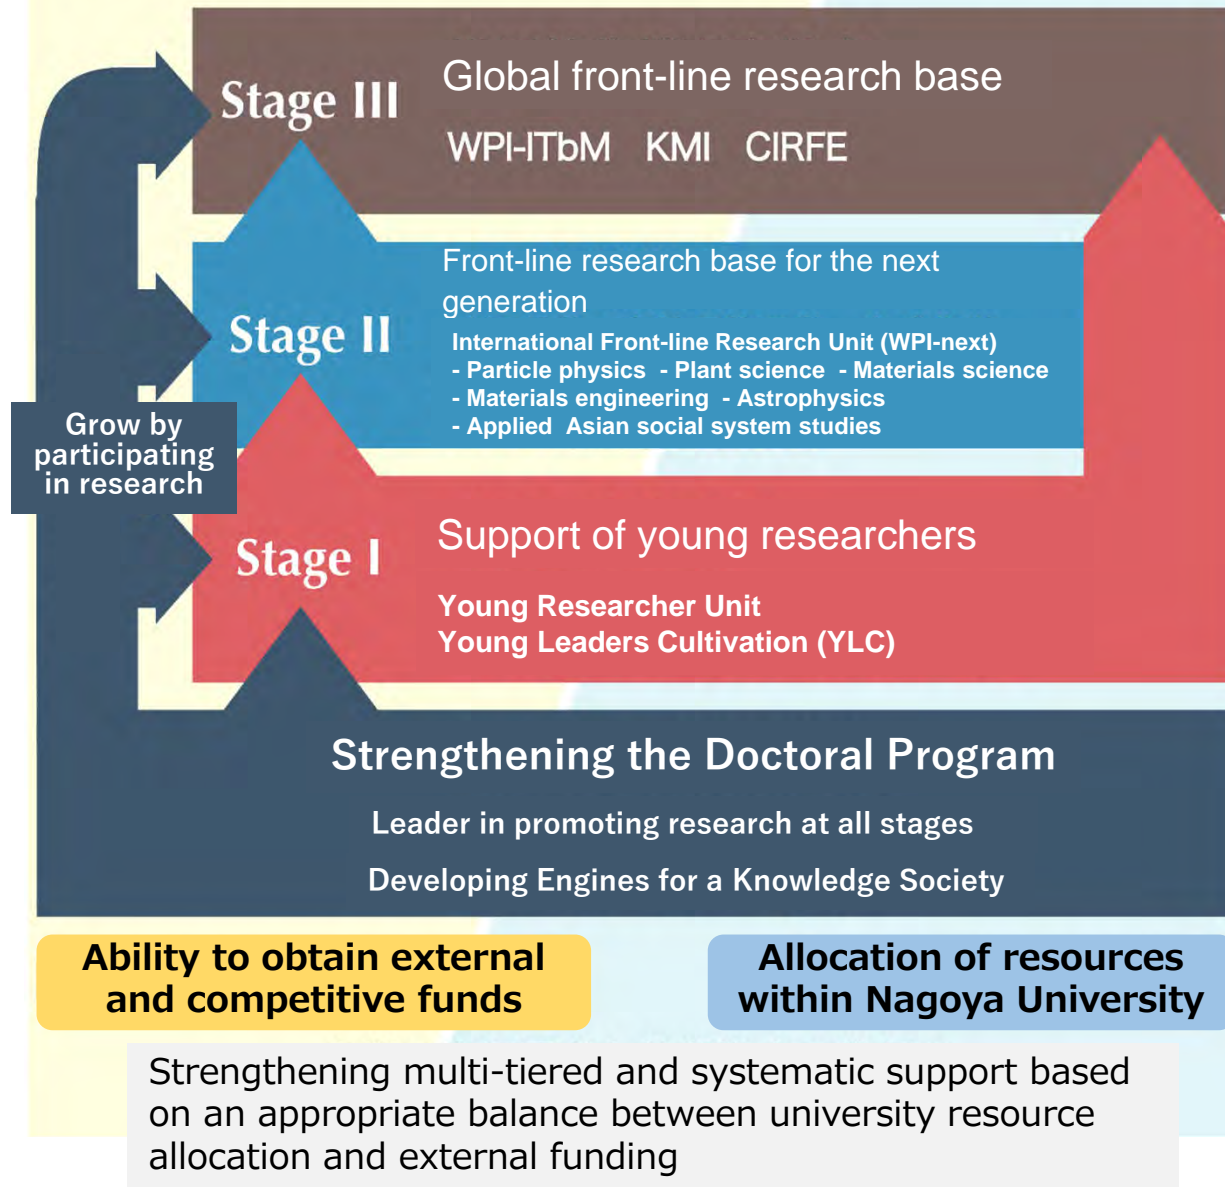 Stage III
Global front-line research base
WPI-ITbM KMI CIRFE
Stage II
Front-line research base for the next
generation
International Front-line Research Unit (WPI-next)
- Particle physics - Plant science - Materials science
- Materials engineering - Astrophysics
- Applied Asian social system studies
Grow by
participating
in research
Stage I
Support of young researchers
Young Researcher Unit
Young Leaders Cultivation (YLC)
Strengthening the Doctoral Program
Leader in promoting research at all stages
Developing Engines for a Knowledge Society
Ability to obtain external
and competitive funds
Allocation of resources
within Nagoya University
Strengthening multi-tiered and systematic support based
on an appropriate balance between university resource
allocation and external funding